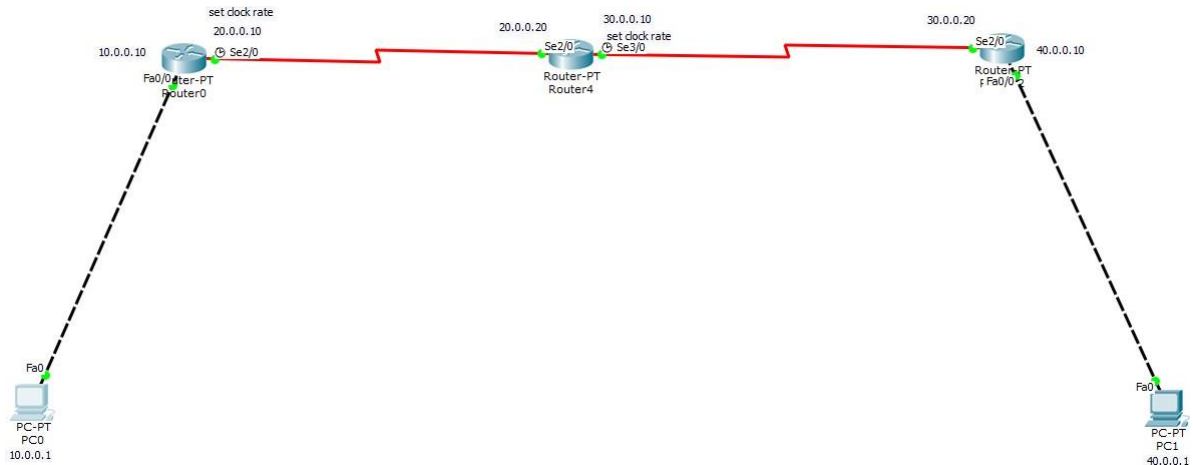 set clock rate
20.0.0.10
10.0.0.10
Se2/0
Fa0/0
Router0
20.0.0.20
Se2/0
30.0.0.10
set clock rate
Se3/0
Router-PT
Router4
30.0.0.20
Se2/0
40.0.0.10
Router-PT
Fa0/0
Fa0
PC-PT
PC0
10.0.0.1
Fa0
PC-PT
PC1
40.0.0.1